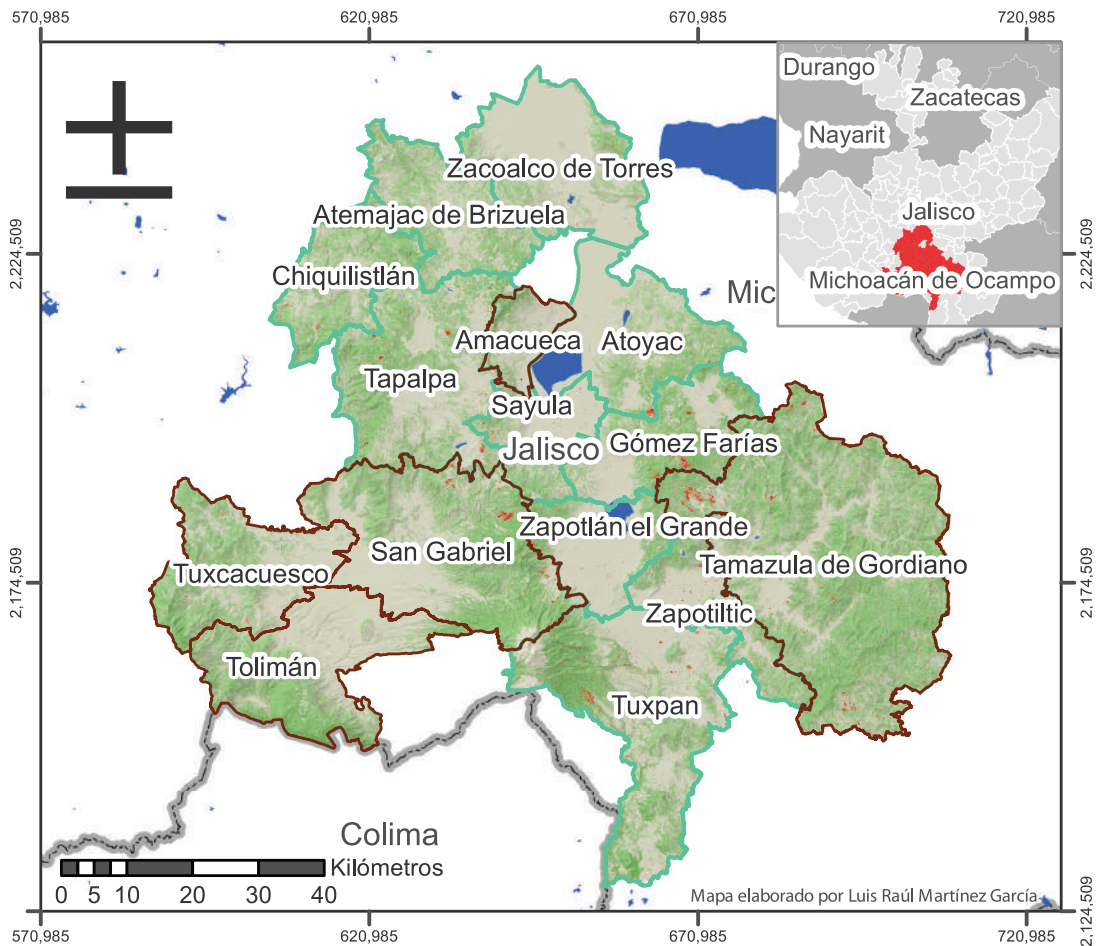 570,985
620,985
670,985
720,985
Durango
Zacatecas
Nayarit
Jalisco
Michoacán de Ocampo
Zacoalco de Torres
Atemajac de Brizuela
2,224,509
2,224,509
Chiquilistlán
Mic
Amacueca
Atoyac
Tapalpa
Sayula
Jalisco
Gómez Farías
Zapotlán el Grande
San Gabriel
Tamazula de Gordiano
Tuxcacuesco
2,174,509
2,174,509
Zapotiltic
Tolimán
Tuxpan
Colima
Kilómetros
0 5 10 20 30 40
Mapa elaborado por Luis Raúl Martínez García
2,124,509
570,985
620,985
670,985
720,985